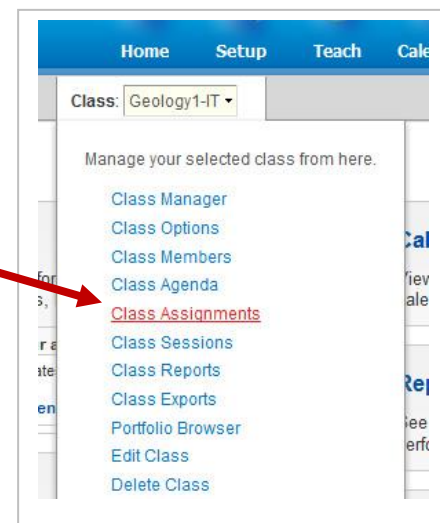 Home Setup Teach
Class: Geology1-IT
Manage your selected class from here.
Class Manager
Class Options
Class Members
Class Agenda
Class Assignments
Class Sessions
Class Reports
Class Exports
Portfolio Browser
Edit Class
Delete Class